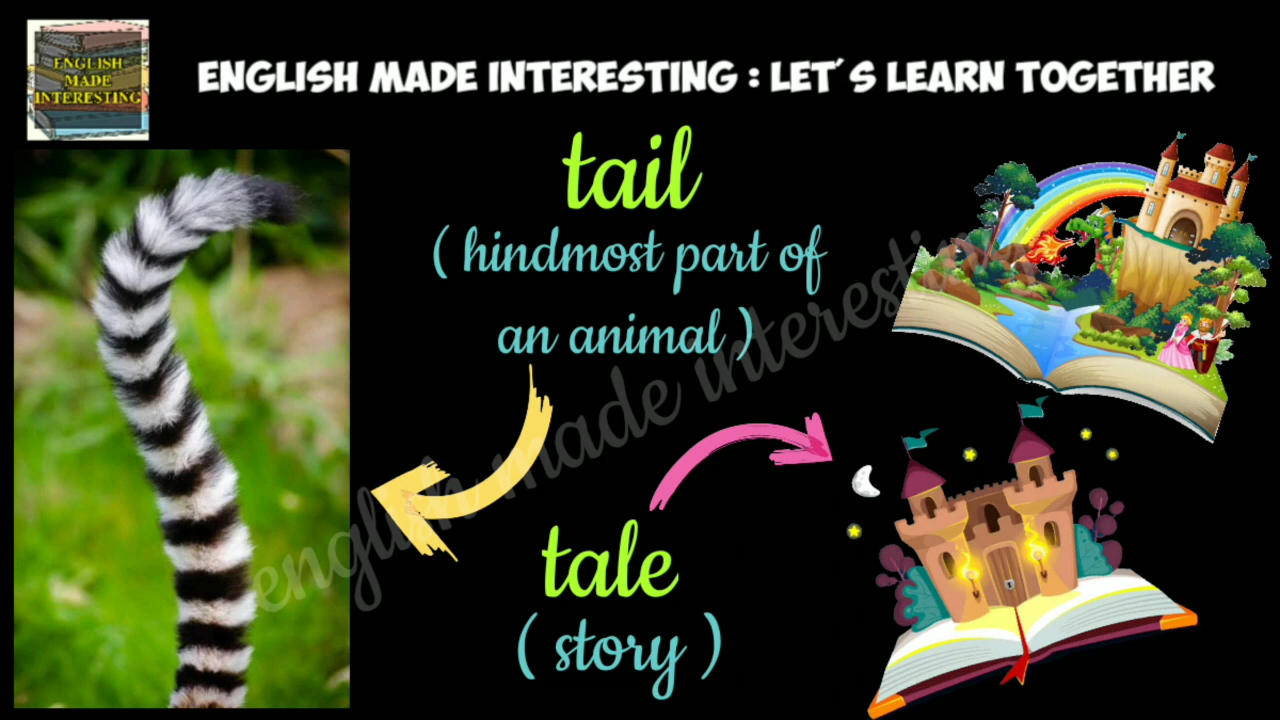 ENGLISH
MADE
INTERESTING
ENGLISH MADE INTERESTING : LET´S LEARN TOGETHER
tail
( hindmost part of
an animal )
english made interesting
tale
( story )